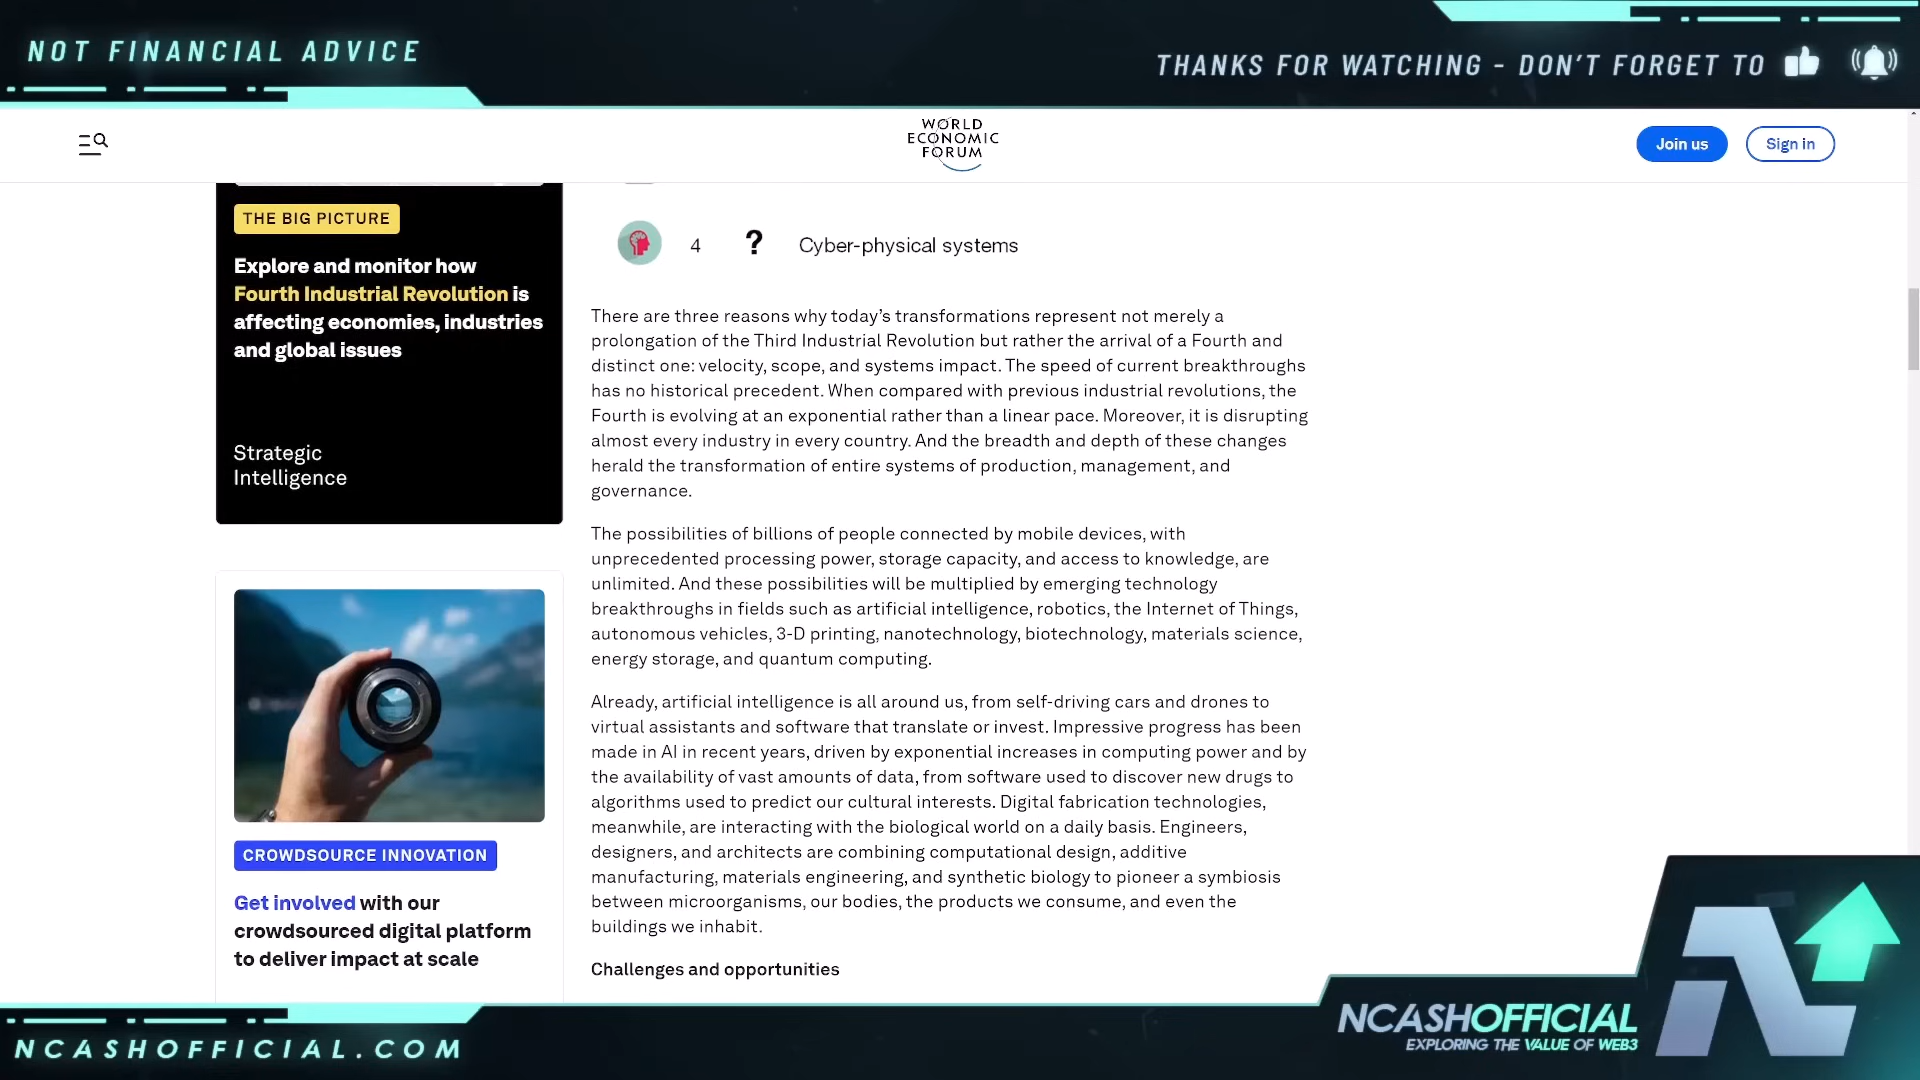 NOT FINANCIAL ADVICE
THANKS FOR WATCHING - DON'T FORGET TO
WORLD
ECONOMIC
FORUM
Join us
Sign in
THE BIG PICTURE
Explore and monitor how
Fourth Industrial Revolution is
affecting economies, industries
and global issues
Strategic
Intelligence
CROWDSOURCE INNOVATION
Get involved with our
crowdsourced digital platform
to deliver impact at scale
4 ? Cyber-physical systems
There are three reasons why today’s transformations represent not merely a
prolongation of the Third Industrial Revolution but rather the arrival of a Fourth and
distinct one: velocity, scope, and systems impact. The speed of current breakthroughs
has no historical precedent. When compared with previous industrial revolutions, the
Fourth is evolving at an exponential rather than a linear pace. Moreover, it is disrupting
almost every industry in every country. And the breadth and depth of these changes
herald the transformation of entire systems of production, management, and
governance.
The possibilities of billions of people connected by mobile devices, with
unprecedented processing power, storage capacity, and access to knowledge, are
unlimited. And these possibilities will be multiplied by emerging technology
breakthroughs in fields such as artificial intelligence, robotics, the Internet of Things,
autonomous vehicles, 3-D printing, nanotechnology, biotechnology, materials science,
energy storage, and quantum computing.
Already, artificial intelligence is all around us, from self-driving cars and drones to
virtual assistants and software that translate or invest. Impressive progress has been
made in AI in recent years, driven by exponential increases in computing power and by
the availability of vast amounts of data, from software used to discover new drugs to
algorithms used to predict our cultural interests. Digital fabrication technologies,
meanwhile, are interacting with the biological world on a daily basis. Engineers,
designers, and architects are combining computational design, additive
manufacturing, materials engineering, and synthetic biology to pioneer a symbiosis
between microorganisms, our bodies, the products we consume, and even the
buildings we inhabit.
Challenges and opportunities
NCASHOFFICIAL.COM
NCASHOFFICIAL
EXPLORING THE VALUE OF WEB3